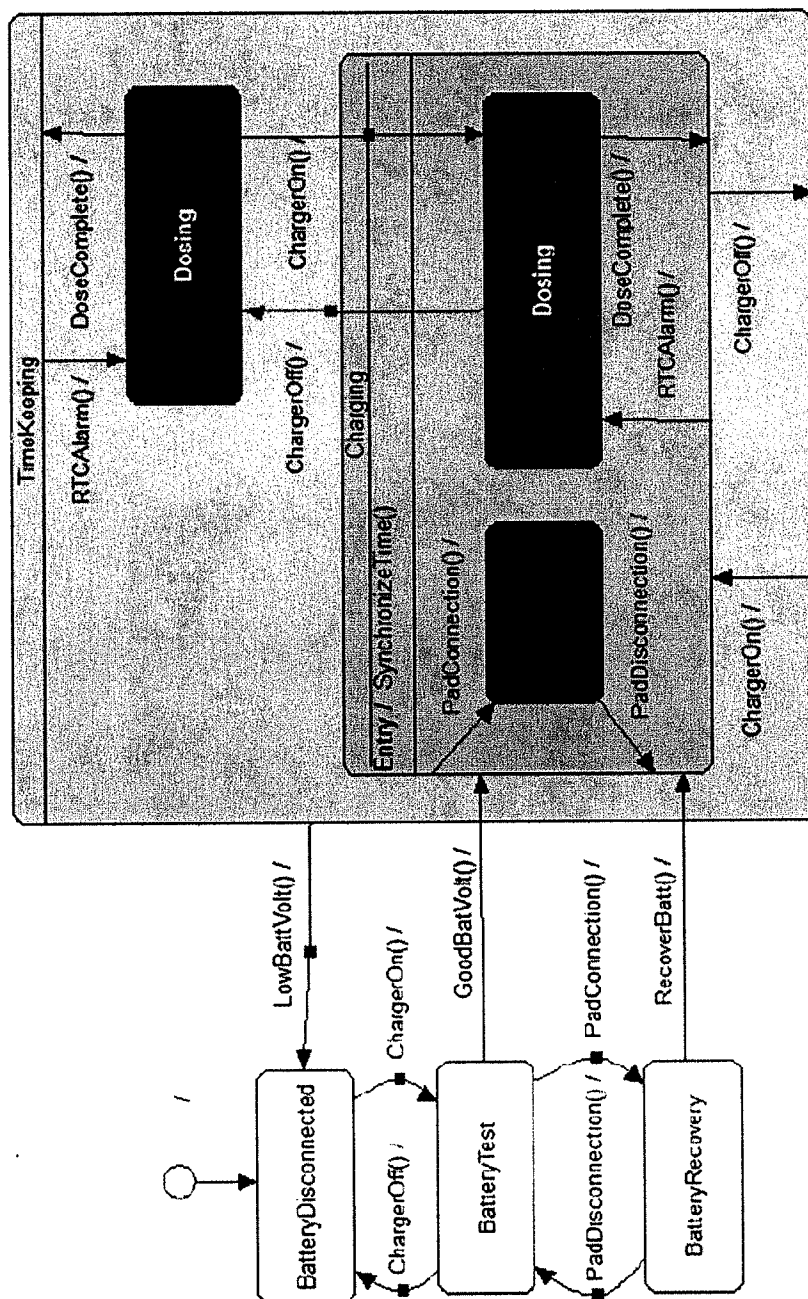 TimeKeeping
RTCAlarm() /
DoseComplete() /
Dosing
ChargerOn() /
ChargerOff() /
Charging
Entry / SynchronizeTime()
PadConnection() /
PadDisconnection() /
Dosing
DoseComplete() /
RTCAlarm() /
ChargerOff() /
ChargerOn() /
LowBattVolt() /
GoodBatVolt() /
RecoverBatt() /
/
BatteryDisconnected
ChargerOn() /
ChargerOff() /
BatteryTest
PadConnection() /
PadDisconnection() /
BatteryRecovery